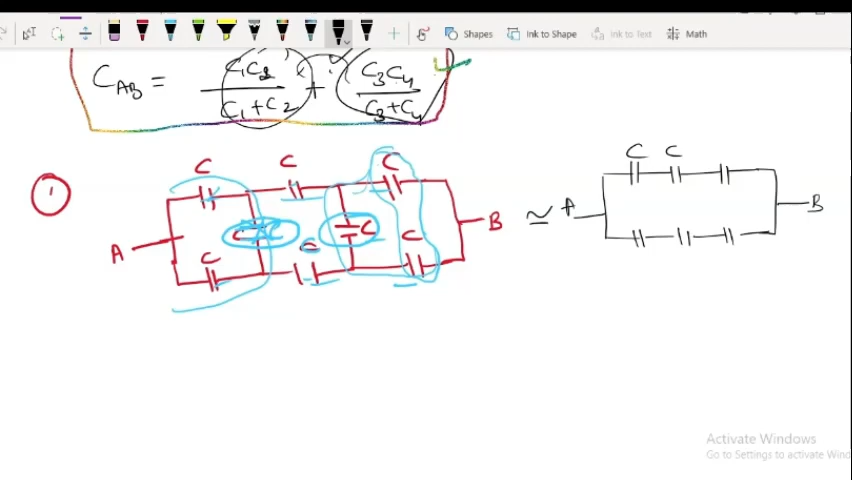 Shapes
Ink to Shape
Ink to Text
Math
C_AB = C₁C₂ / C₁+C₂ + C₃C₄ / C₃+C₄
1
C C C
A C C B
C C C
≃ A C C B
Activate Windows
Go to Settings to activate Wind